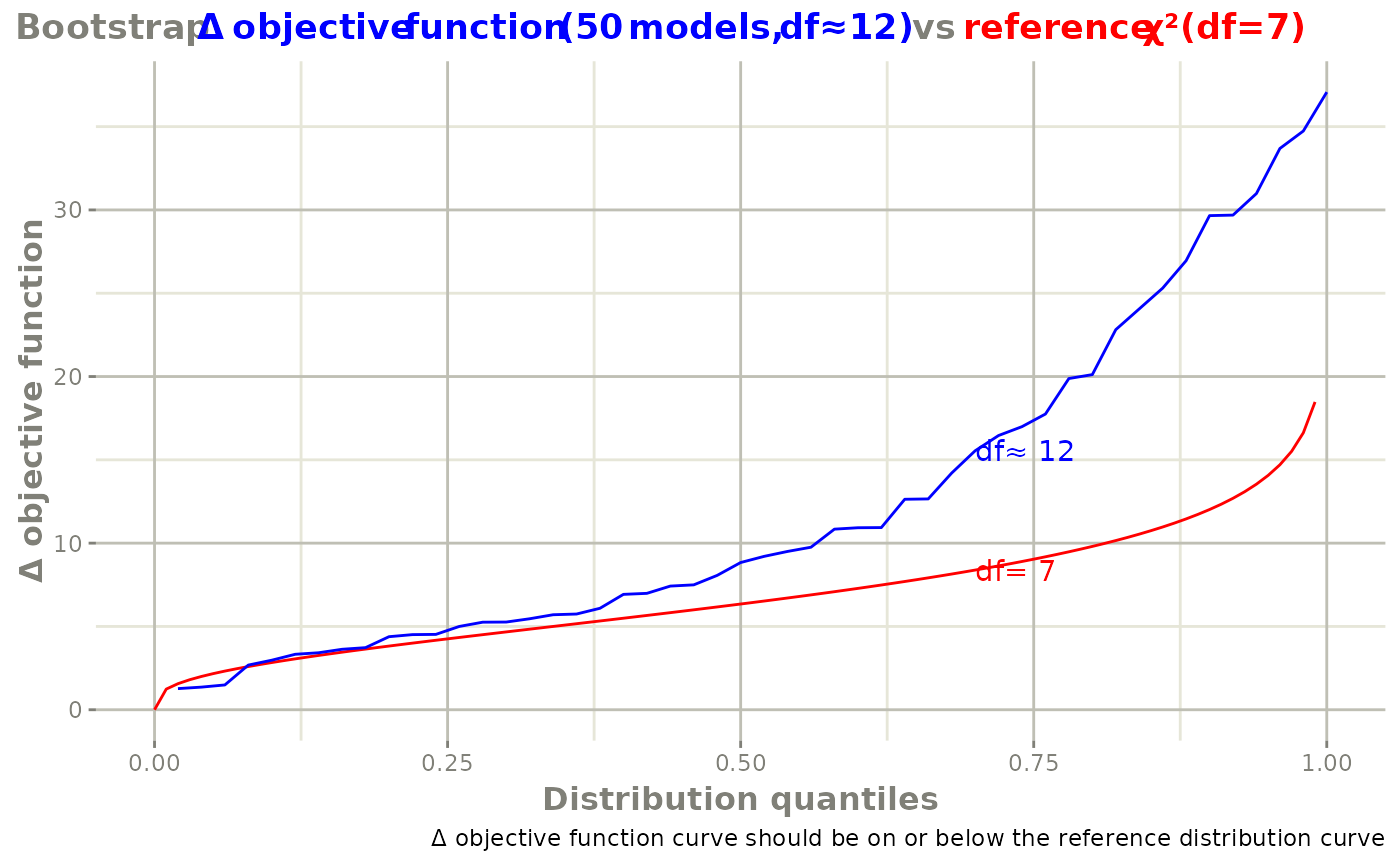 Bootstrap Δ objective function (50 models, df≈12) vs reference χ²(df=7)
Δ objective function
30
20
10
0
df≈ 12
df= 7
0.00 0.25 0.50 0.75 1.00
Distribution quantiles
Δ objective function curve should be on or below the reference distribution curve